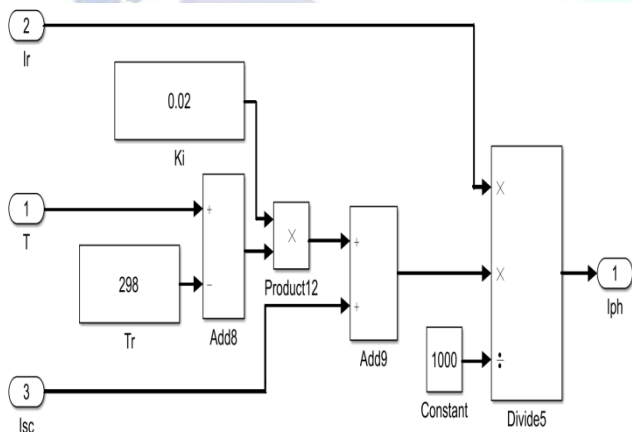 2
Ir
0.02
Ki
1
T
+
−
Add8
298
Tr
×
Product12
+
+
Add9
3
Isc
1000
Constant
×
×
÷
Divide5
1
Iph